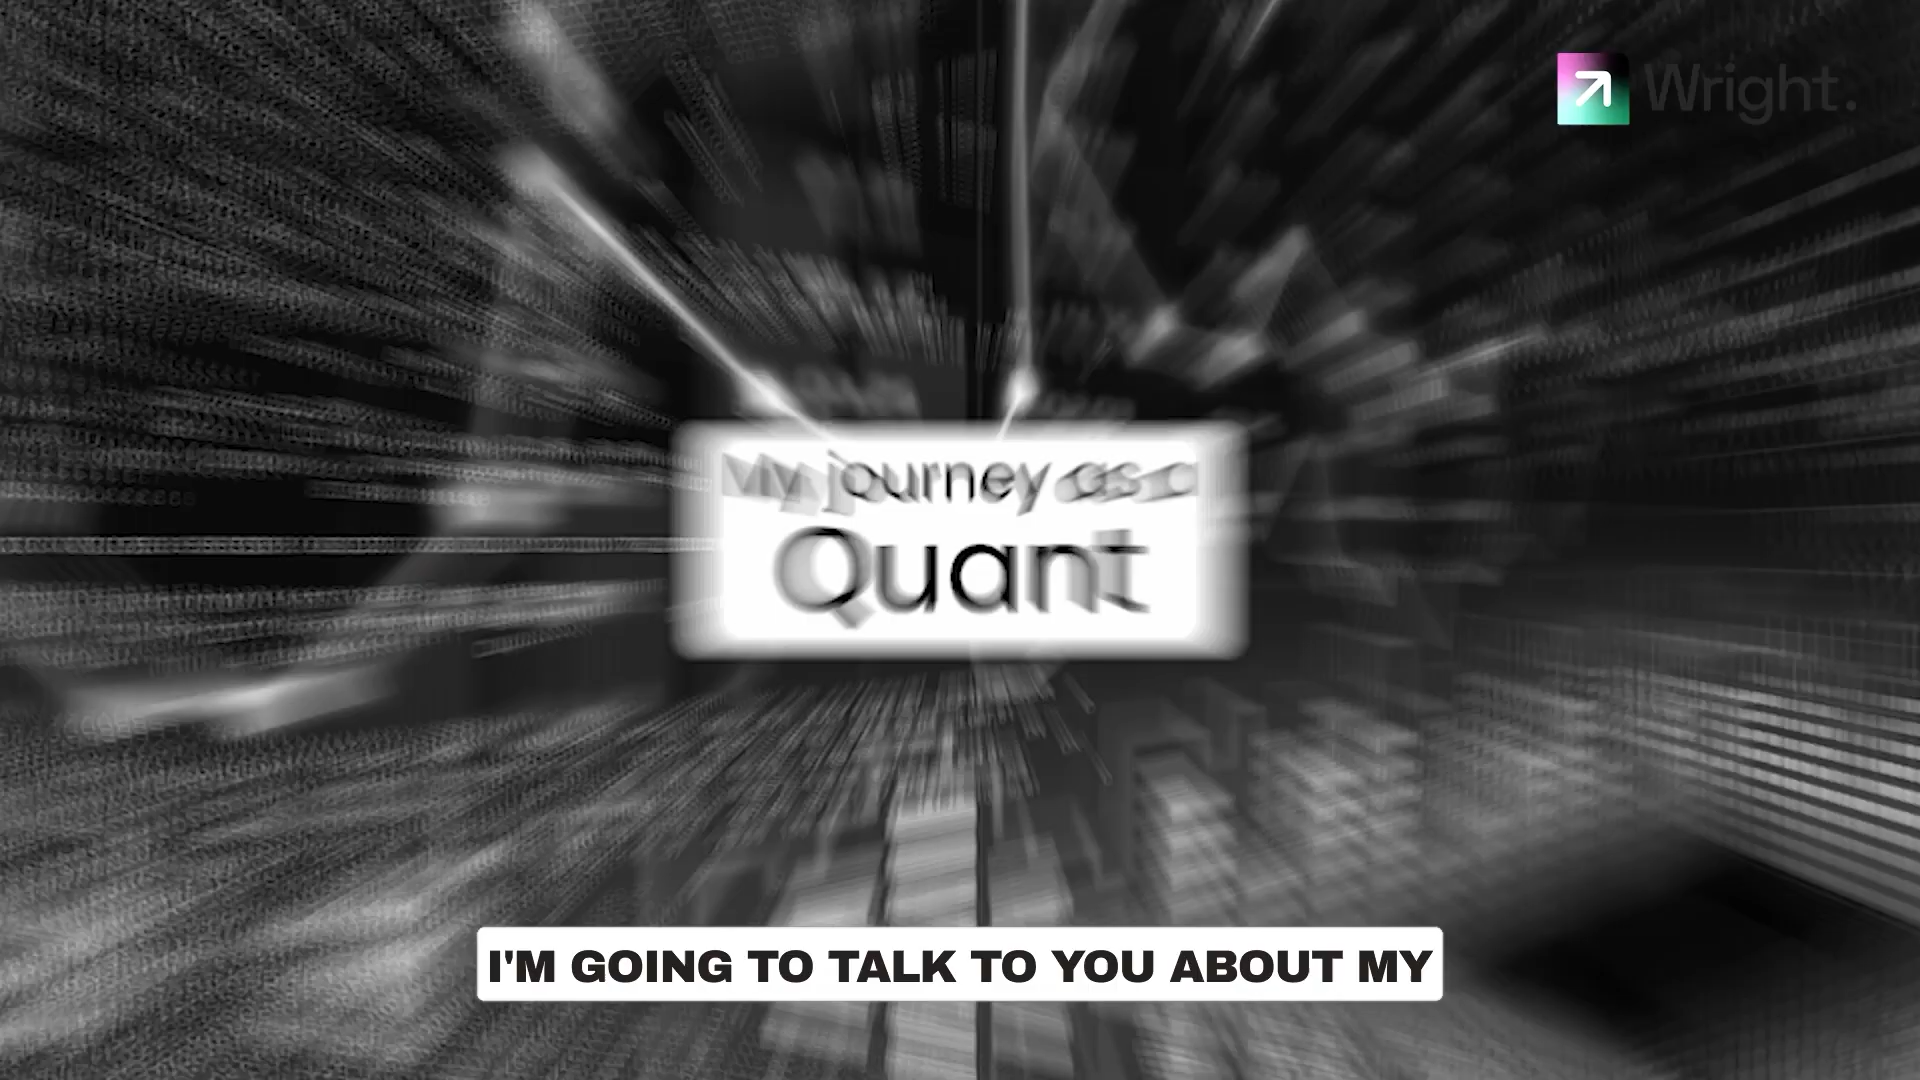 Wright.
My journey as a
Quant
I'M GOING TO TALK TO YOU ABOUT MY